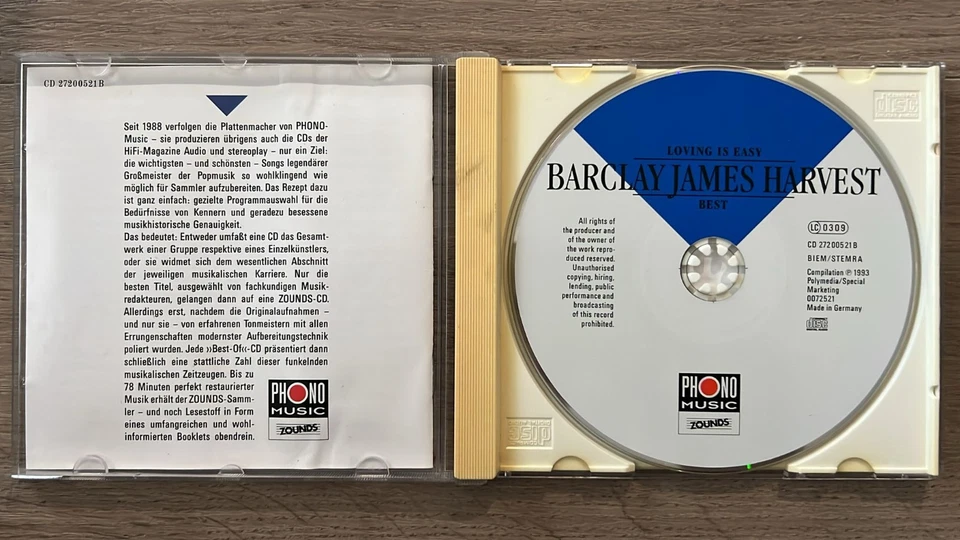 CD 27200521B
Seit 1988 verfolgen die Plattenmacher von PHONO-
Music – sie produzieren übrigens auch die CDs der
HiFi-Magazine Audio und stereoplay – nur ein Ziel:
die wichtigsten – und schönsten – Songs legendärer
Großmeister der Popmusik so wohlklingend wie
möglich für Sammler aufzubereiten. Das Rezept dazu
ist ganz einfach: gezielte Programmauswahl für die
Bedürfnisse von Kennern und geradezu besessene
musikhistorische Genauigkeit.
Das bedeutet: Entweder umfaßt eine CD das Gesamt-
werk einer Gruppe respektive eines Einzelkünstlers,
oder sie widmet sich dem wesentlichen Abschnitt
der jeweiligen musikalischen Karriere. Nur die
besten Titel, ausgewählt von fachkundigen Musik-
redakteuren, gelangen dann auf eine ZOUNDS-CD.
Allerdings erst, nachdem die Originalaufnahmen –
und nur sie – von erfahrenen Tonmeistern mit allen
Errungenschaften modernster Aufbereitungstechnik
poliert wurden. Jede »Best-Of«-CD präsentiert dann
schließlich eine stattliche Zahl dieser funkelnden
musikalischen Zeitzeugen. Bis zu
78 Minuten perfekt restaurierter
Musik erhält der ZOUNDS-Samm-
ler – und noch Lesestoff in Form
eines umfangreichen und wohl-
informierten Booklets obendrein.
PHONO
MUSIC
ZOUNDS
LOVING IS EASY
BARCLAY JAMES HARVEST
BEST
All rights of
the producer and
of the owner of
the work repro-
duced reserved.
Unauthorised
copying, hiring,
lending, public
performance and
broadcasting
of this record
prohibited.
LC 0309
CD 27200521B
BIEM/STEMRA
Compilation ℗ 1993
Polymedia/Special
Marketing
0072521
Made in Germany
disc
PHONO
MUSIC
ZOUNDS
disc
disc